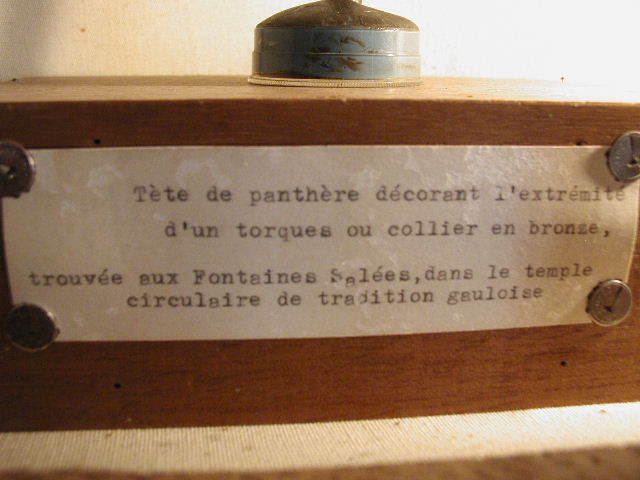 Tète de panthère décorant l'extrémité
d'un torques ou collier en bronze,
trouvée aux Fontaines Salées,dans le temple
circulaire de tradition gauloise